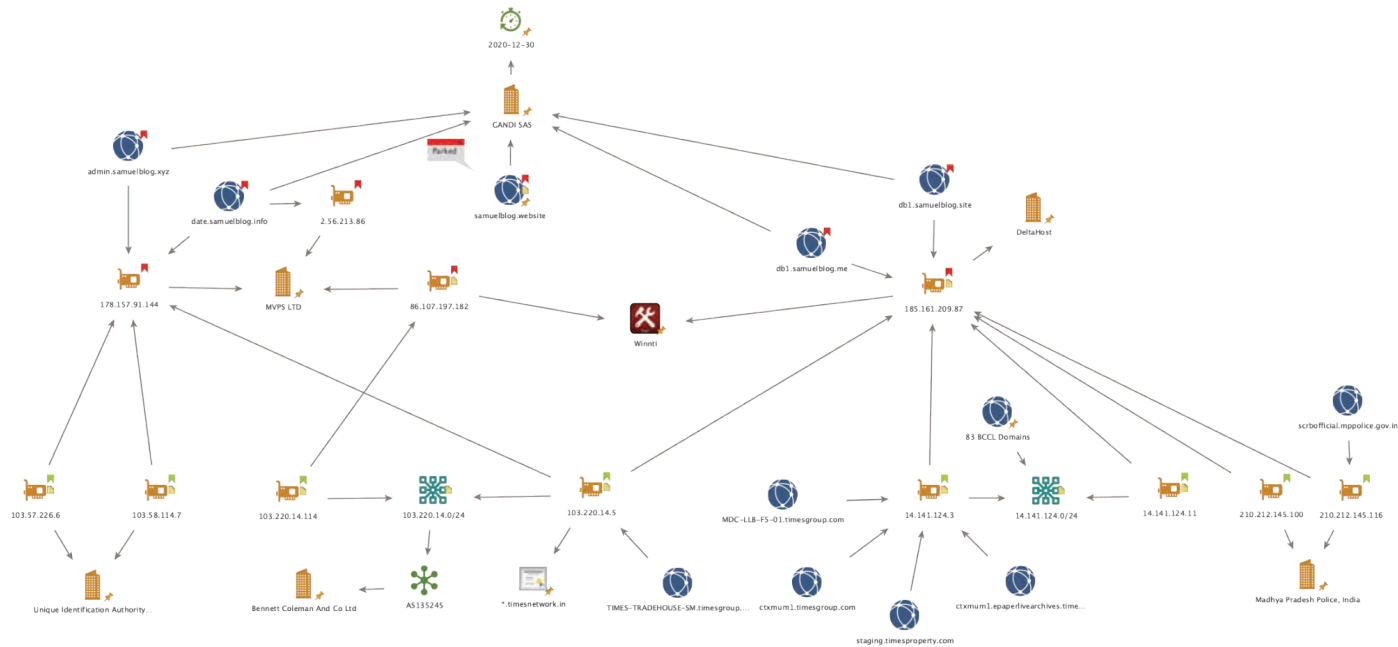 2020-12-30
GANDI SAS
Parked
admin.samuelblog.xyz
date.samuelblog.info
2.56.213.86
samuelblog.website
db1.samuelblog.site
DeltaHost
db1.samuelblog.me
178.157.91.144
MVPS LTD
86.107.197.182
185.161.209.87
Winnti
83 BCCL Domains
scrbofficial.mppolice.gov.in
103.57.226.6
103.58.114.7
103.220.14.114
103.220.14.0/24
103.220.14.5
MDC-LLB-F5-01.timesgroup.com
14.141.124.3
14.141.124.0/24
14.141.124.11
210.212.145.100
210.212.145.116
Unique Identification Authority...
Bennett Coleman And Co Ltd
AS135245
*.timesnetwork.in
TIMES-TRADEHOUSE-SM.timesgroup....
ctxmum1.timesgroup.com
staging.timesproperty.com
ctxmum1.epaperlivearchives.time...
Madhya Pradesh Police, India